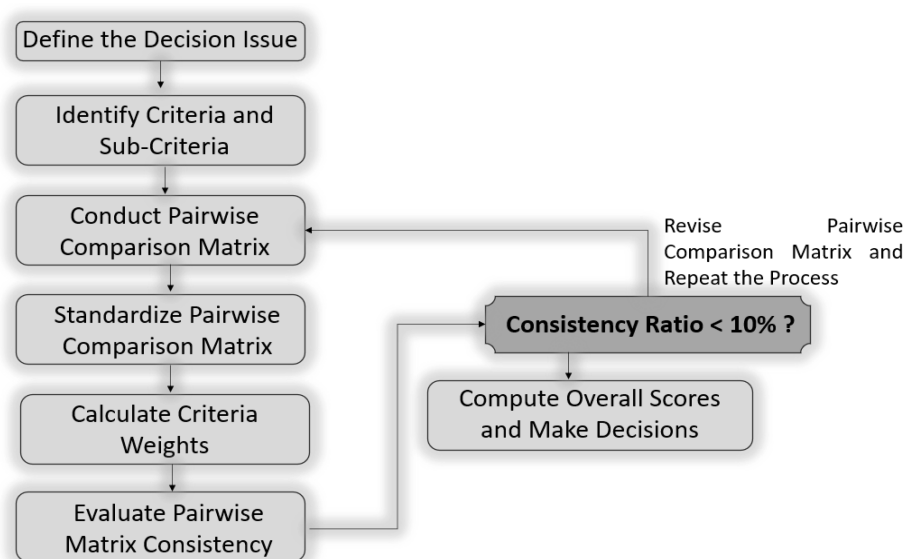 Define the Decision Issue
Identify Criteria and
Sub-Criteria
Conduct Pairwise
Comparison Matrix
Standardize Pairwise
Comparison Matrix
Calculate Criteria
Weights
Evaluate Pairwise
Matrix Consistency
Revise Pairwise
Comparison Matrix and
Repeat the Process
Consistency Ratio < 10% ?
Compute Overall Scores
and Make Decisions